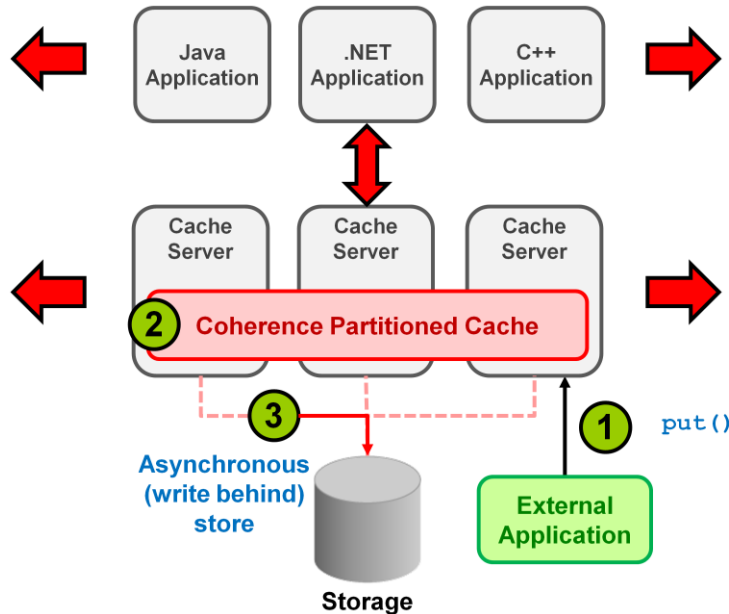 Java
Application
.NET
Application
C++
Application
Cache
Server
Cache
Server
Cache
Server
2
Coherence Partitioned Cache
3
1
put()
Asynchronous
(write behind)
store
External
Application
Storage